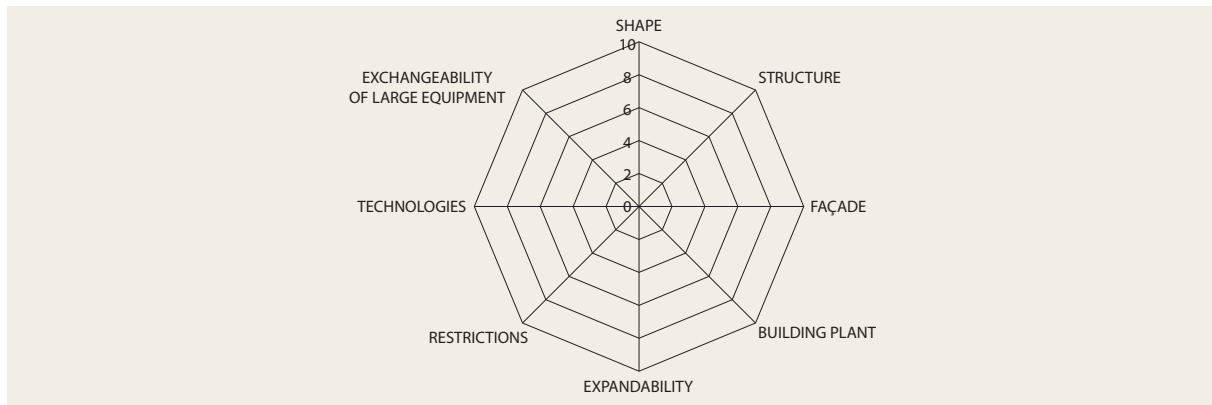 SHAPE
10
EXCHANGEABILITY
OF LARGE EQUIPMENT
8
STRUCTURE
6
4
2
TECHNOLOGIES
0
FAÇADE
RESTRICTIONS
BUILDING PLANT
EXPANDABILITY